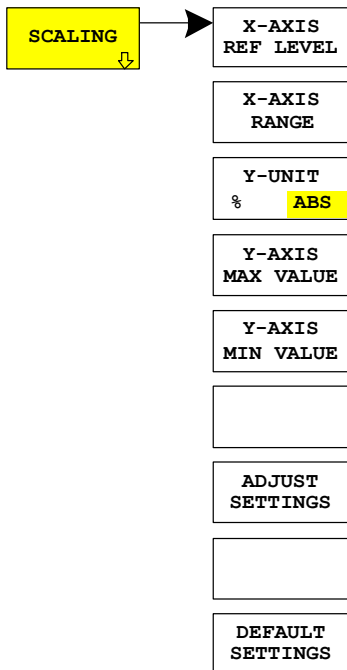 SCALING
X-AXIS
REF LEVEL
X-AXIS
RANGE
Y-UNIT
% ABS
Y-AXIS
MAX VALUE
Y-AXIS
MIN VALUE
ADJUST
SETTINGS
DEFAULT
SETTINGS